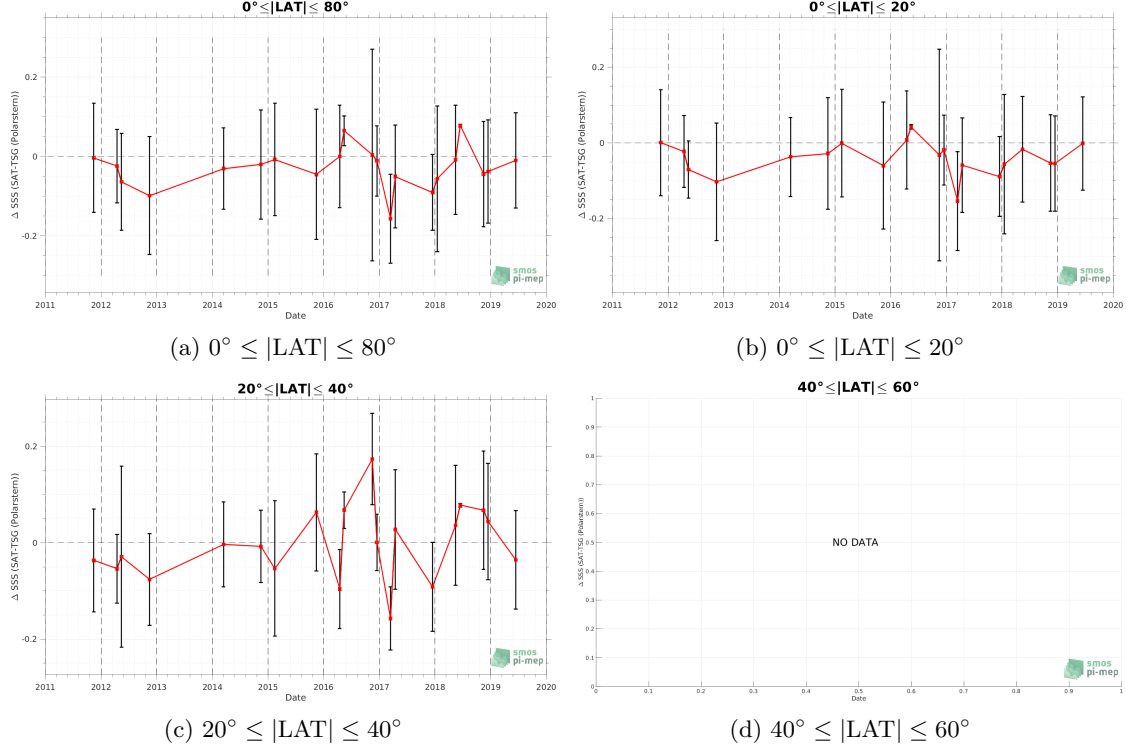 0°≤|LAT|≤ 80°
Δ SSS (SAT-TSG (Polarstern))
0.2
0
-0.2
2011 2012 2013 2014 2015 2016 2017 2018 2019 2020
Date
smos
pi-mep
(a) 0° ≤ |LAT| ≤ 80°
0°≤|LAT|≤ 20°
Δ SSS (SAT-TSG (Polarstern))
0.2
0
-0.2
2011 2012 2013 2014 2015 2016 2017 2018 2019 2020
Date
smos
pi-mep
(b) 0° ≤ |LAT| ≤ 20°
20°≤|LAT|≤ 40°
Δ SSS (SAT-TSG (Polarstern))
0.2
0
-0.2
2011 2012 2013 2014 2015 2016 2017 2018 2019 2020
Date
smos
pi-mep
(c) 20° ≤ |LAT| ≤ 40°
40°≤|LAT|≤ 60°
Δ SSS (SAT-TSG (Polarstern))
1
0.9
0.8
0.7
0.6
0.5
0.4
0.3
0.2
0.1
0
NO DATA
0 0.1 0.2 0.3 0.4 0.5 0.6 0.7 0.8 0.9 1
Date
smos
pi-mep
(d) 40° ≤ |LAT| ≤ 60°